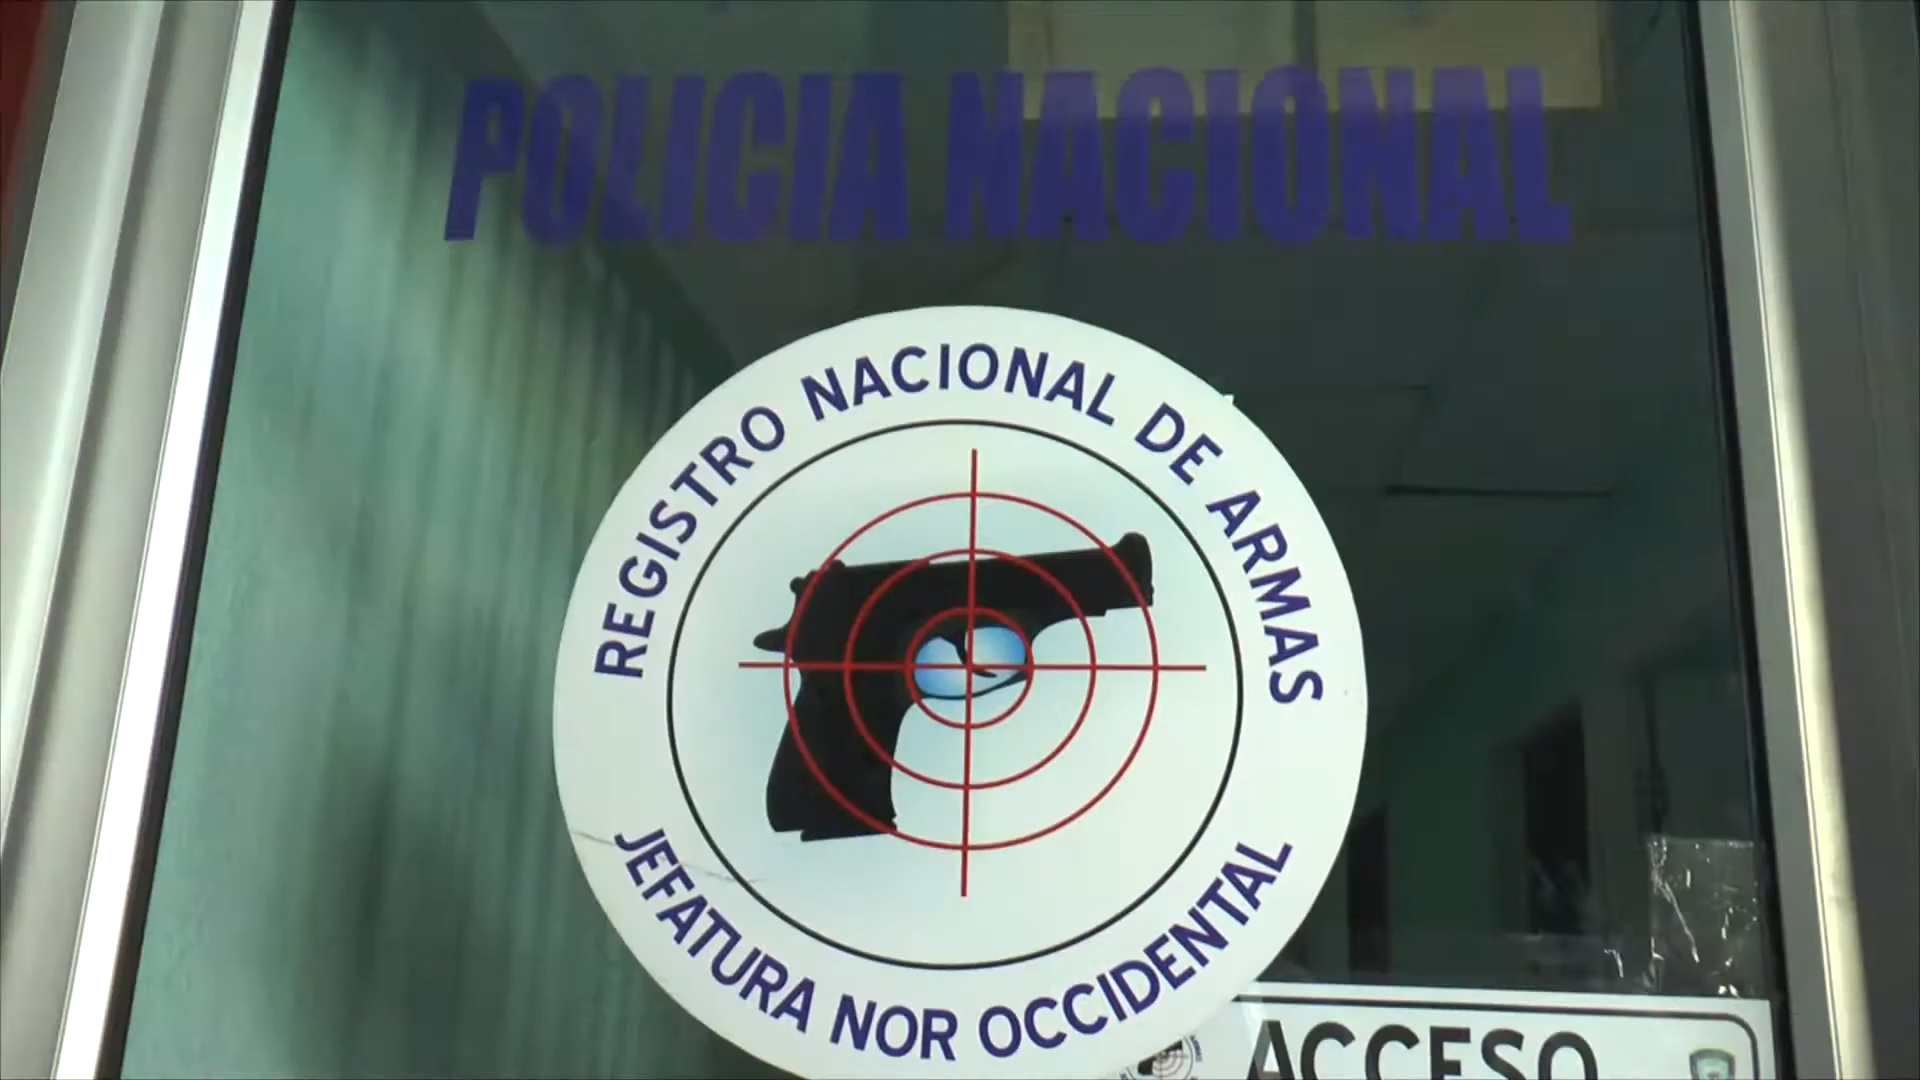 POLICIA NACIONAL
REGISTRO NACIONAL DE ARMAS
JEFATURA NOR OCCIDENTAL
ACCESO